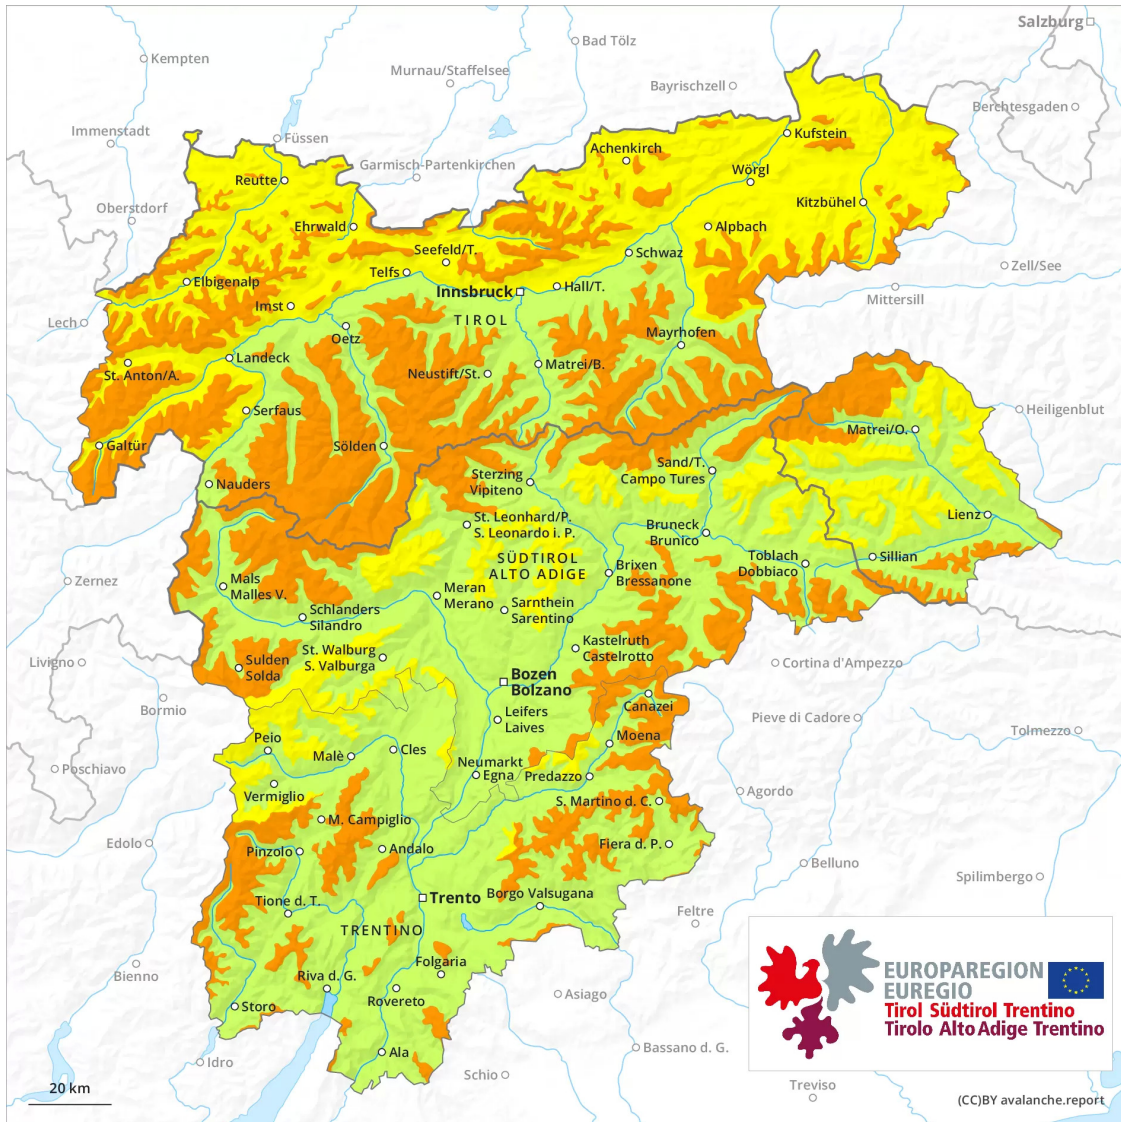 Salzburg
Bad Tölz
Kempten
Murnau/Staffelsee
Bayrischzell
Berchtesgaden
Immenstadt
Füssen
Kufstein
Achenkirch
Garmisch-Partenkirchen
Wörgl
Reutte
Oberstdorf
Kitzbühel
Ehrwald
Alpbach
Seefeld/T.
Schwaz
Zell/See
Telfs
Elbigenalp
Hall/T.
Innsbruck
Mittersill
Imst
TIROL
Lech
Oetz
Mayrhofen
Landeck
Matrei/B.
St. Anton/A.
Neustift/St.
Serfaus
Heiligenblut
Matrei/O.
Galtür
Sölden
Sand/T.
Campo Tures
Sterzing
Vipiteno
Nauders
St. Leonhard/P.
S. Leonardo i. P.
Lienz
Bruneck
Brunico
SÜDTIROL
ALTO ADIGE
Toblach
Dobbiaco
Sillian
Brixen
Bressanone
Zernez
Mals
Malles V.
Meran
Merano
Sarnthein
Sarentino
Schlanders
Silandro
Kastelruth
Castelrotto
St. Walburg
S. Valburga
Livigno
Sulden
Solda
Cortina d'Ampezzo
Bozen
Bolzano
Bormio
Canazei
Leifers
Laives
Pieve di Cadore
Tolmezzo
Peio
Moena
Cles
Malè
Poschiavo
Neumarkt
Egna
Predazzo
Vermiglio
Agordo
S. Martino d. C.
M. Campiglio
Edolo
Pinzolo
Andalo
Fiera d. P.
Belluno
Spilimbergo
Trento
Borgo Valsugana
Tione d. T.
Feltre
TRENTINO
Folgaria
Bienno
Riva d. G.
Rovereto
Asiago
Storo
EUROPAREGION
EUREGIO
Tirol Südtirol Trentino
Tirolo Alto Adige Trentino
Ala
Bassano d. G.
Idro
Schio
Treviso
20 km
(CC)BY avalanche.report